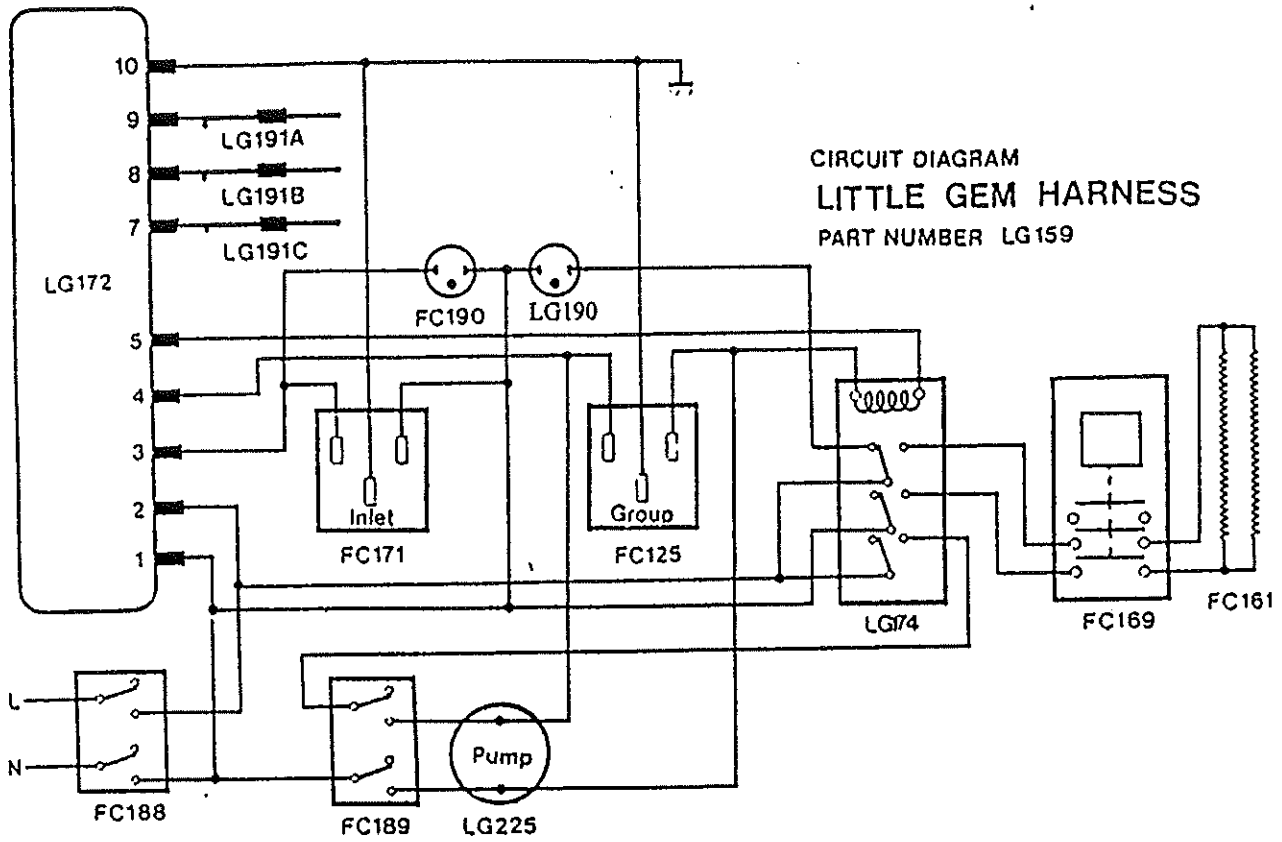 CIRCUIT DIAGRAM
LITTLE GEM HARNESS
PART NUMBER LG159
LG172
10
9
8
7
5
4
3
2
1
LG191A
LG191B
LG191C
FC190
LG190
Inlet
FC171
Group
FC125
LG174
FC169
FC161
L
N
FC188
FC189
Pump
LG225